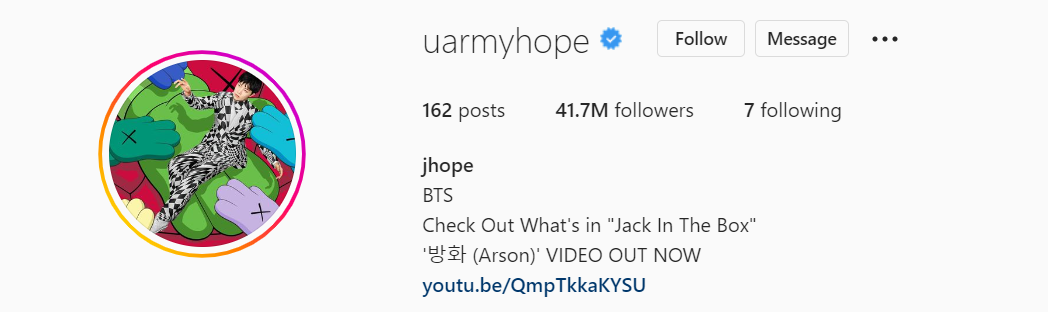 uarmyhope Follow Message
162 posts 41.7M followers 7 following
jhope
BTS
Check Out What's in "Jack In The Box"
'방화 (Arson)' VIDEO OUT NOW
youtu.be/QmpTkkaKYSU